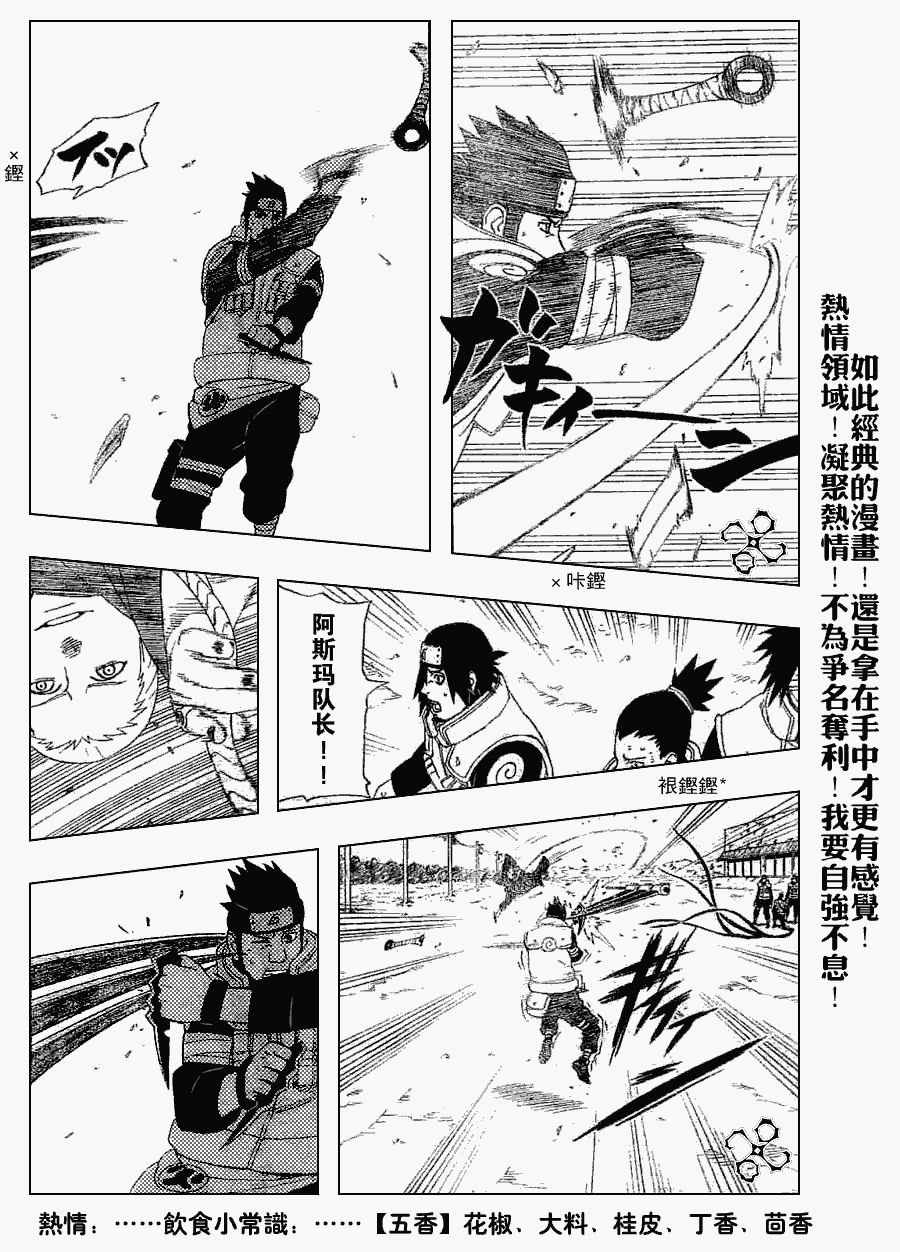 如此經典的漫畫！還是拿在手中才更有感覺！
熱情領域！凝聚熱情！不為爭名奪利！我要自強不息！
ガギィーン
×咔鏗
×鏗
阿斯玛队长！！
*裉鏗鏗
熱情：……飲食小常識：……【五香】花椒、大料、桂皮、丁香、茴香